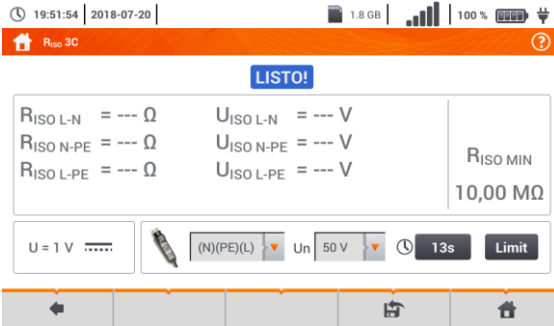 19:51:54 2018-07-20 1.8 GB 100 %
RISO 3C ?
LISTO!
RISO L-N = --- Ω UISO L-N = --- V
RISO N-PE = --- Ω UISO N-PE = --- V
RISO L-PE = --- Ω UISO L-PE = --- V
RISO MIN
10,00 MΩ
U = 1 V (N)(PE)(L) Un 50 V 13s Limit